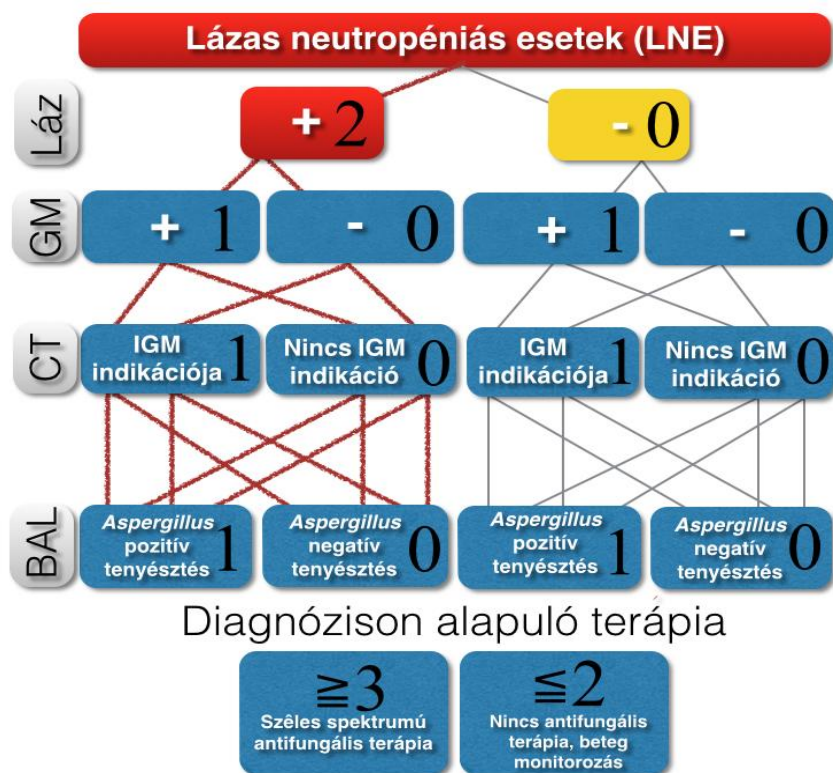 Lázas neutropéniás esetek (LNE)
Láz
+ 2
- 0
GM
+ 1
- 0
+ 1
- 0
CT
IGM
indikációja 1
Nincs IGM
indikáció 0
IGM
indikációja 1
Nincs IGM
indikáció 0
BAL
Aspergillus
pozitív
tenyésztés 1
Aspergillus
negatív
tenyésztés 0
Aspergillus
pozitív
tenyésztés 1
Aspergillus
negatív
tenyésztés 0
Diagnózison alapuló terápia
≧3
Szêles spektrumú
antifungális terápia
≦2
Nincs antifungális
terápia, beteg
monitorozás